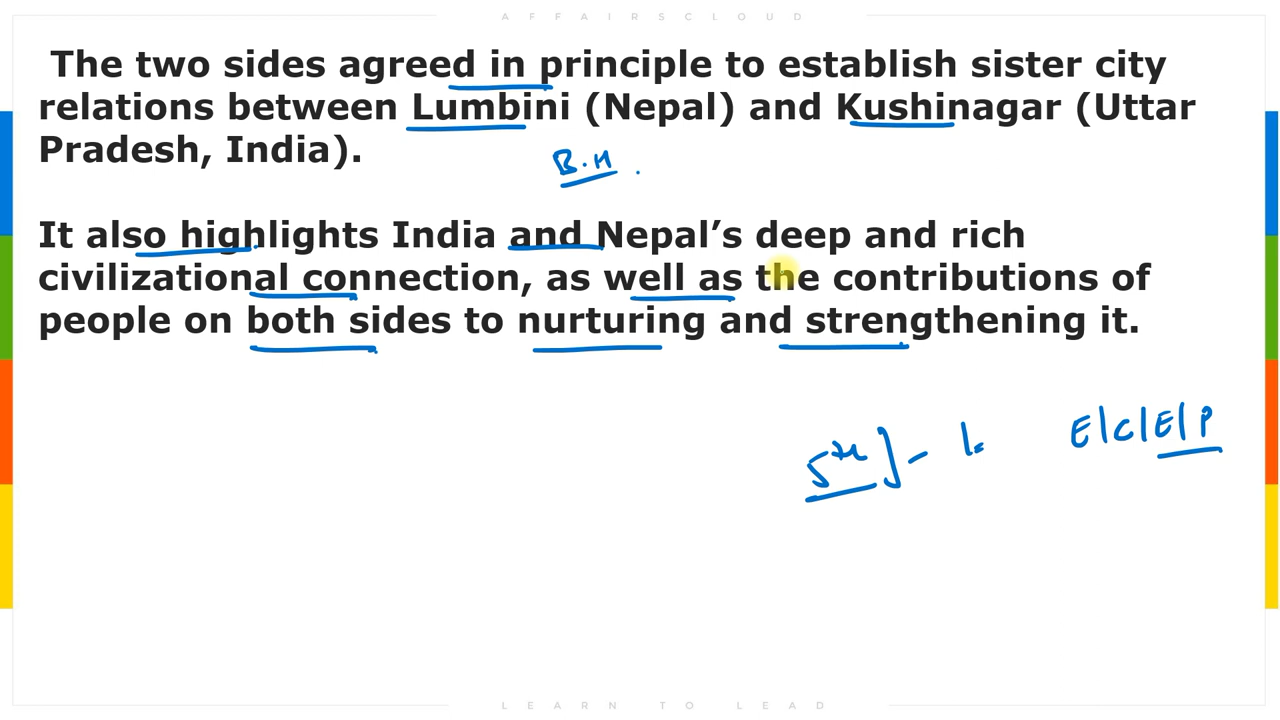 AFFAIRSCLOUD
The two sides agreed in principle to establish sister city
relations between Lumbini (Nepal) and Kushinagar (Uttar
Pradesh, India).
B.H.
It also highlights India and Nepal’s deep and rich
civilizational connection, as well as the contributions of
people on both sides to nurturing and strengthening it.
E|C|E|P
5th] -
LEARN TO LEAD